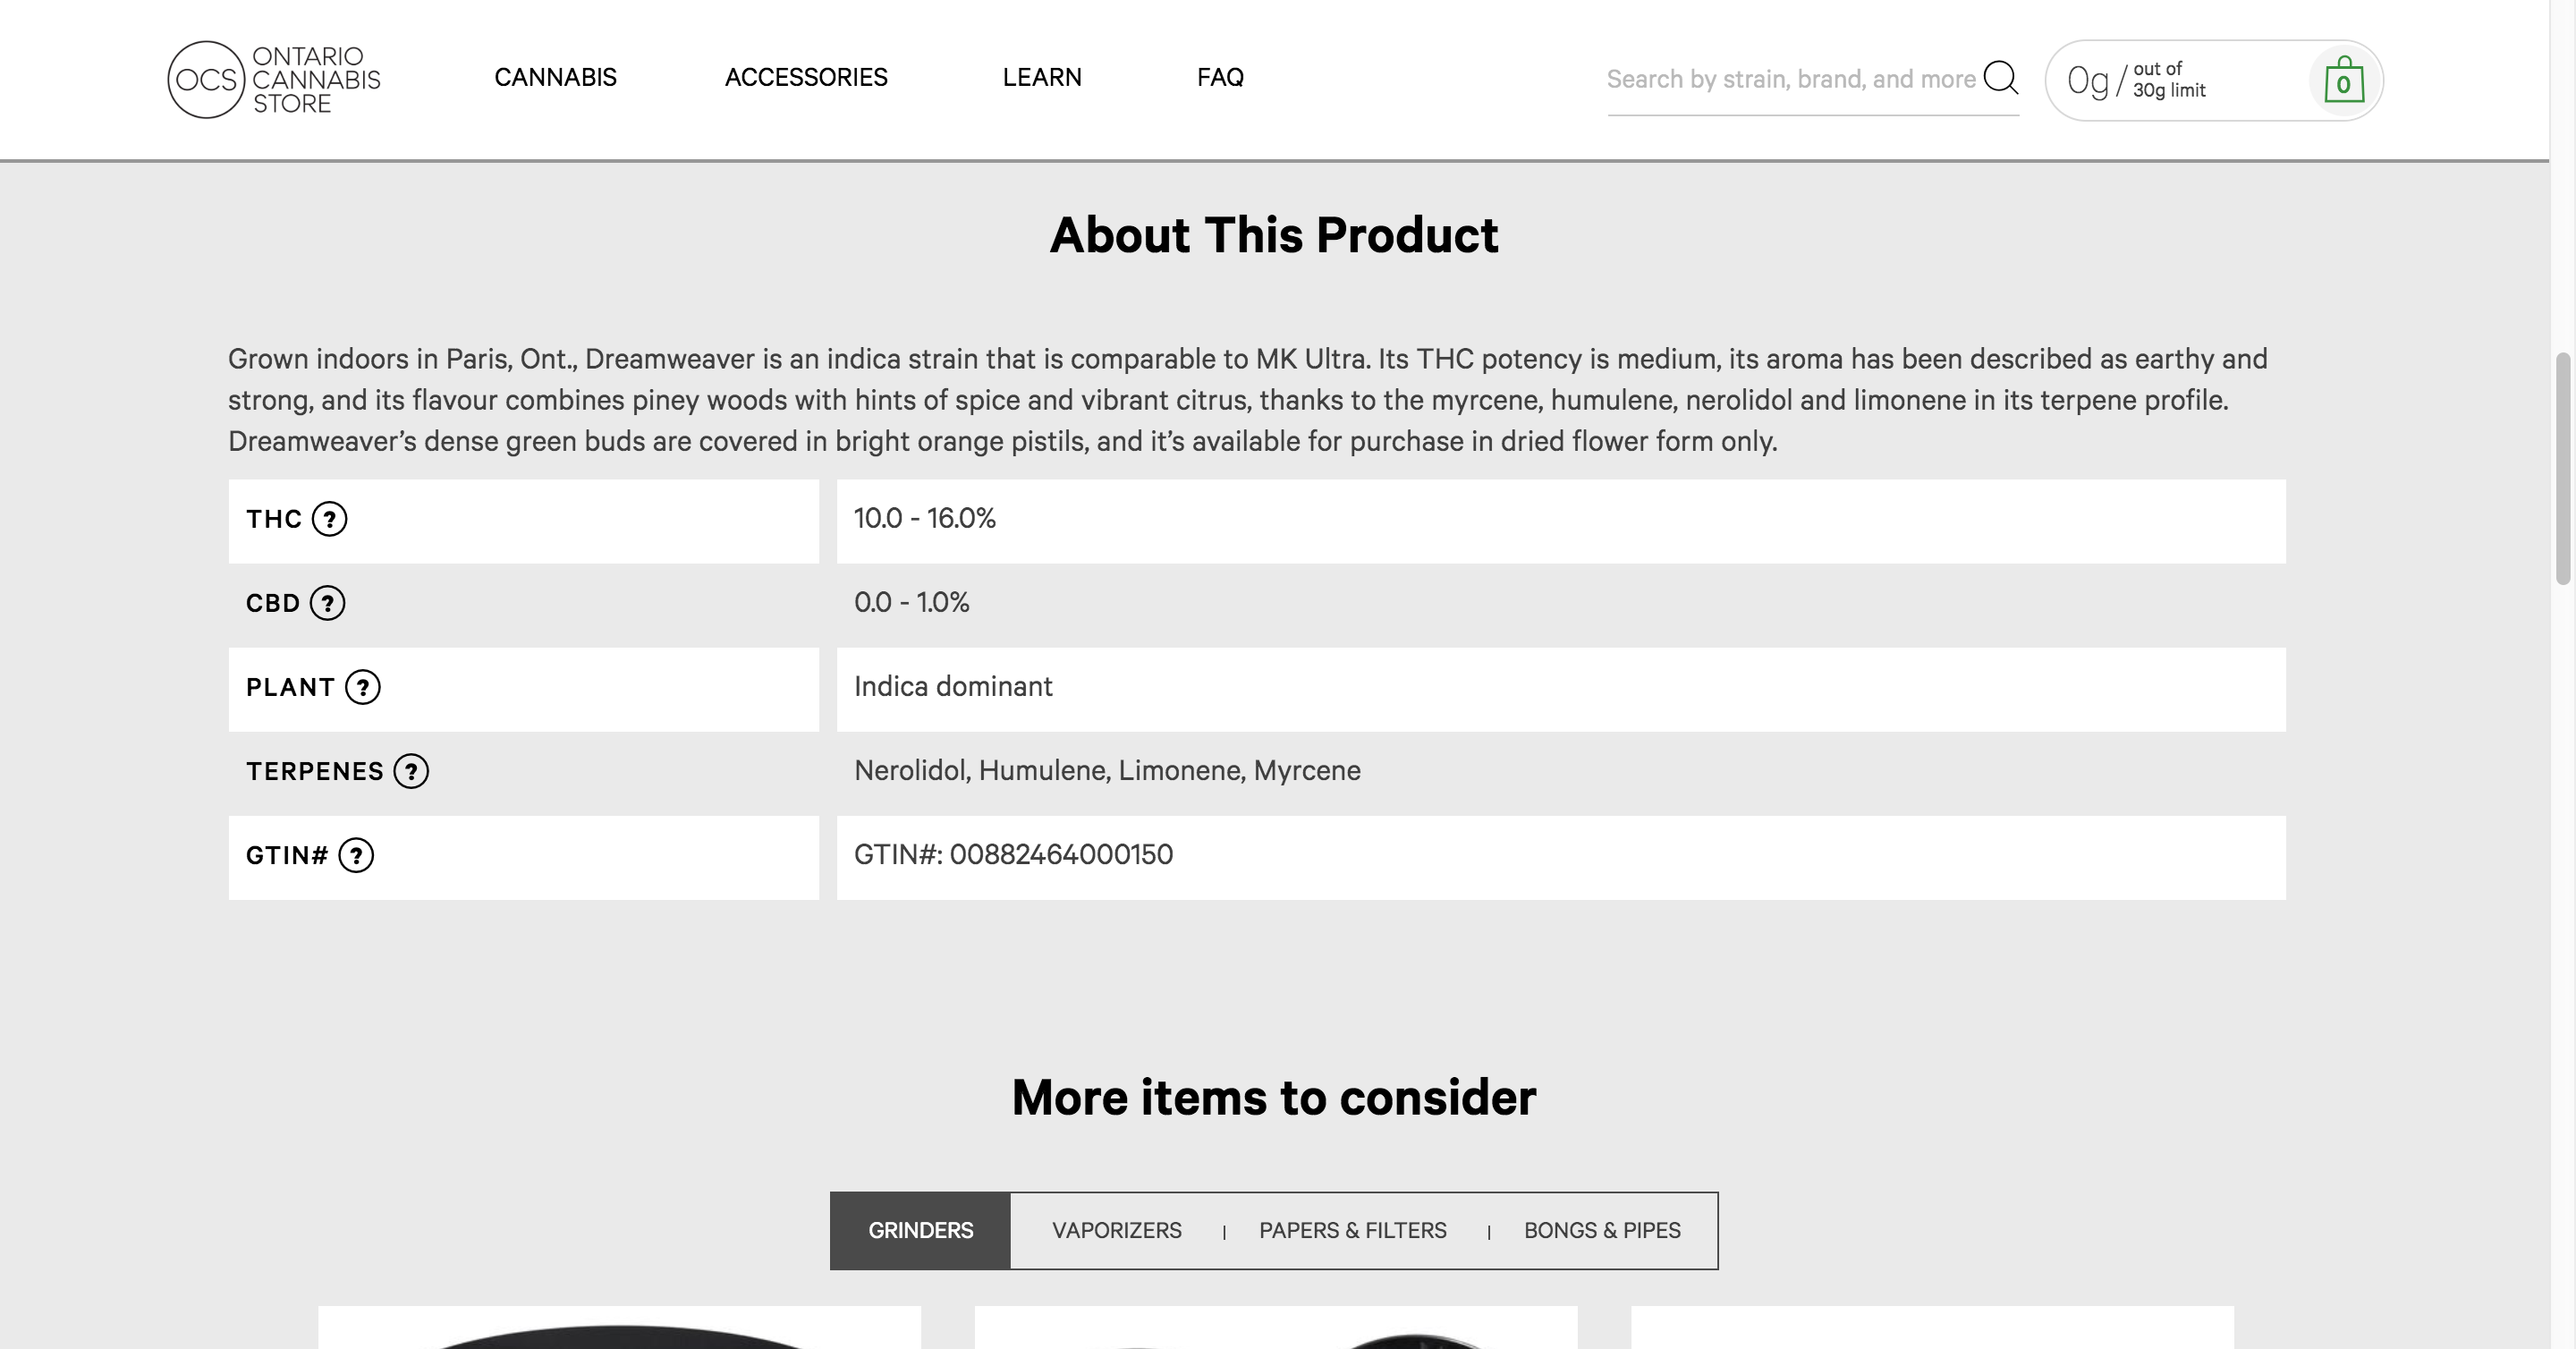 OCS
ONTARIO
CANNABIS
STORE
CANNABIS
ACCESSORIES
LEARN
FAQ
Search by strain, brand, and more
0g / out of
30g limit
0
About This Product
Grown indoors in Paris, Ont., Dreamweaver is an indica strain that is comparable to MK Ultra. Its THC potency is medium, its aroma has been described as earthy and
strong, and its flavour combines piney woods with hints of spice and vibrant citrus, thanks to the myrcene, humulene, nerolidol and limonene in its terpene profile.
Dreamweaver’s dense green buds are covered in bright orange pistils, and it’s available for purchase in dried flower form only.
THC ? 10.0 - 16.0%
CBD ? 0.0 - 1.0%
PLANT ? Indica dominant
TERPENES ? Nerolidol, Humulene, Limonene, Myrcene
GTIN# ? GTIN#: 00882464000150
More items to consider
GRINDERS
VAPORIZERS | PAPERS & FILTERS | BONGS & PIPES